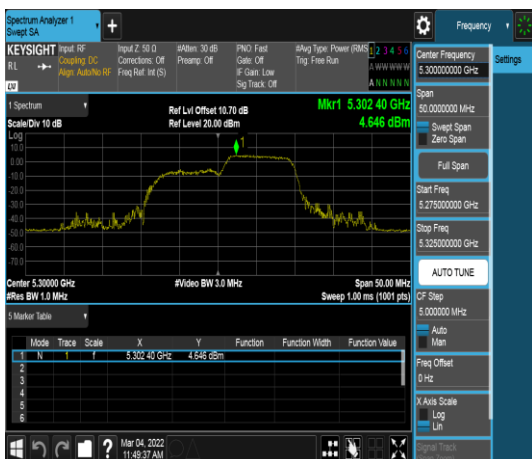 Spectrum Analyzer 1
Swept SA
Frequency
KEYSIGHT
RL
Input: RF
Coupling: DC
Align: Auto/No RF
Input Z: 50 Ω
Corrections: Off
Freq Ref: Int (S)
#Atten: 30 dB
Preamp: Off
PNO: Fast
Gate: Off
IF Gain: Low
Sig Track: Off
#Avg Type: Power (RMS)
Trig: Free Run
1 2 3 4 5 6
A W W W W W
A N N N N N
LXI
1 Spectrum
Scale/Div 10 dB
Ref Lvl Offset 10.70 dB
Ref Level 20.00 dBm
Mkr1 5.302 40 GHz
4.646 dBm
Log
10.0
0.00
-10.0
-20.0
-30.0
-40.0
-50.0
-60.0
-70.0
1
Center 5.30000 GHz
#Res BW 1.0 MHz
#Video BW 3.0 MHz
Span 50.00 MHz
Sweep 1.00 ms (1001 pts)
5 Marker Table
Mode Trace Scale X Y Function Function Width Function Value
1 N 1 f 5.302 40 GHz 4.646 dBm
2
3
4
5
6
Mar 04, 2022
11:49:37 AM
Center Frequency
5.300000000 GHz
Span
50.0000000 MHz
Swept Span
Zero Span
Full Span
Start Freq
5.275000000 GHz
Stop Freq
5.325000000 GHz
AUTO TUNE
CF Step
5.000000 MHz
Auto
Man
Freq Offset
0 Hz
X Axis Scale
Log
Lin
Signal Track
Settings